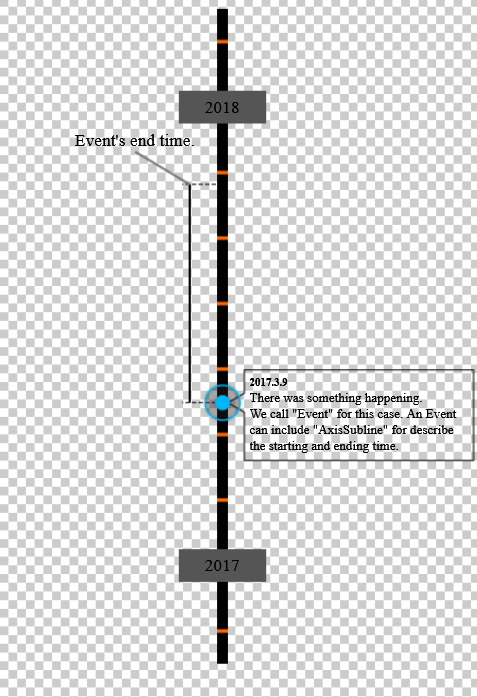 2018
Event's end time.
2017.3.9
There was something happening.
We call "Event" for this case. An Event
can include "AxisSubline" for describe
the starting and ending time.
2017